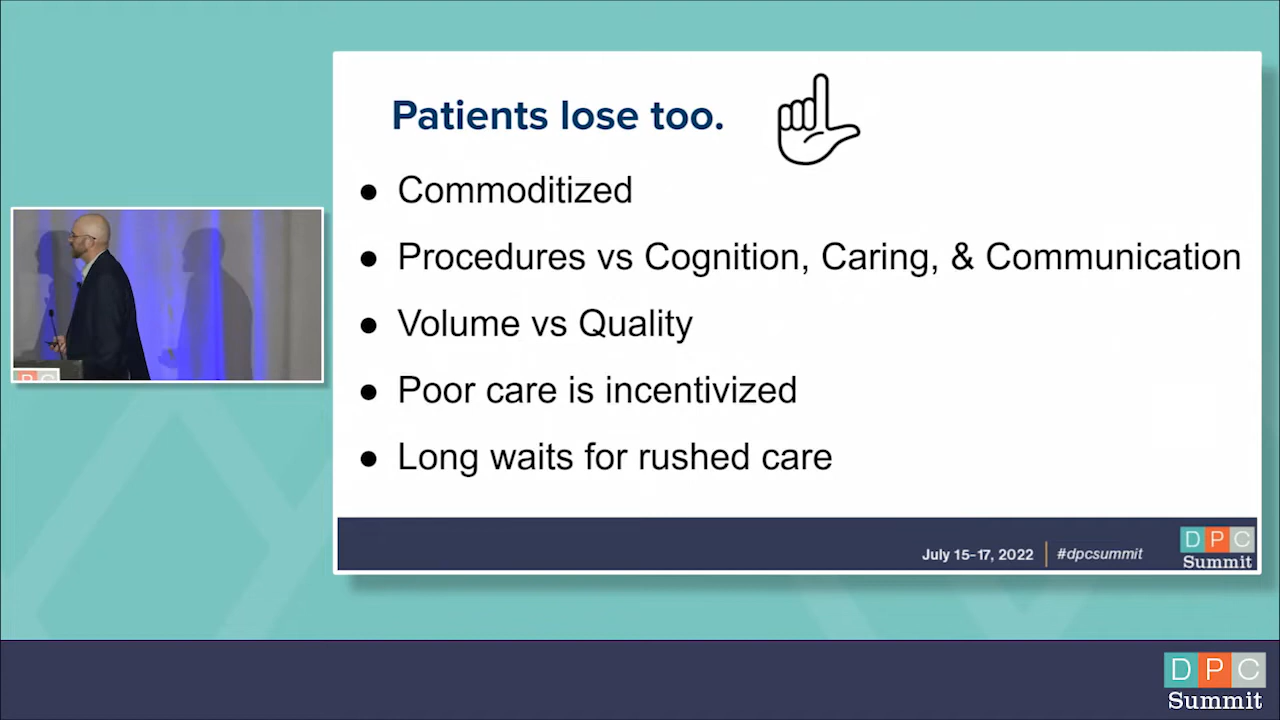 Patients lose too.
● Commoditized
● Procedures vs Cognition, Caring, & Communication
● Volume vs Quality
● Poor care is incentivized
● Long waits for rushed care
July 15-17, 2022 | #dpcsummit
DPC
Summit
DPC
Summit